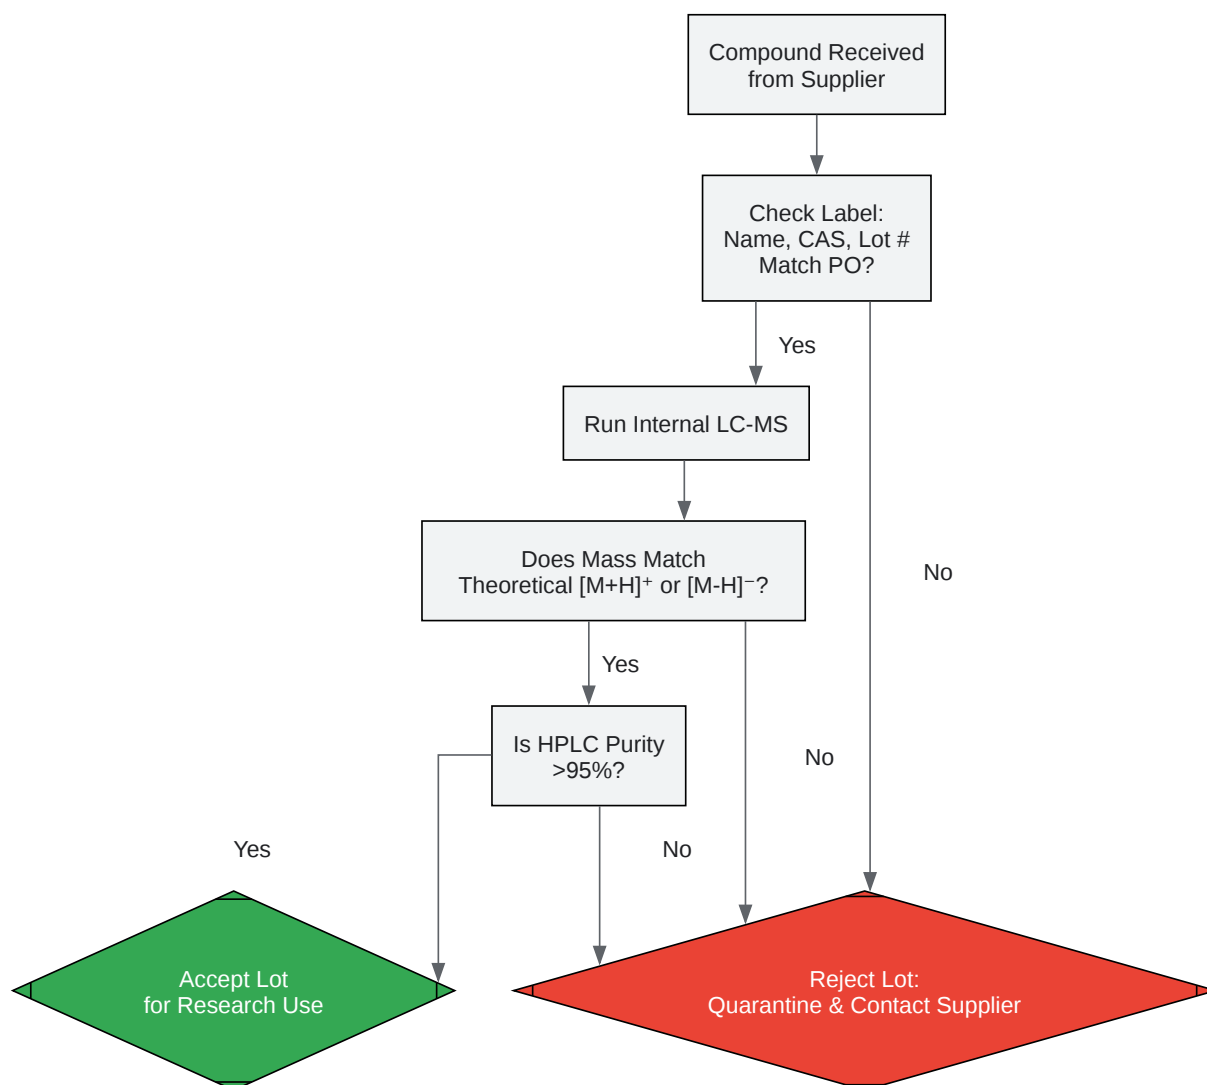 Compound Received
from Supplier
Check Label:
Name, CAS, Lot #
Match PO?
Yes
Run Internal LC-MS
Does Mass Match
Theoretical [M+H]⁺ or [M-H]⁻?
No
Yes
Is HPLC Purity
>95%?
No
Yes
No
Accept Lot
for Research Use
Reject Lot:
Quarantine & Contact Supplier